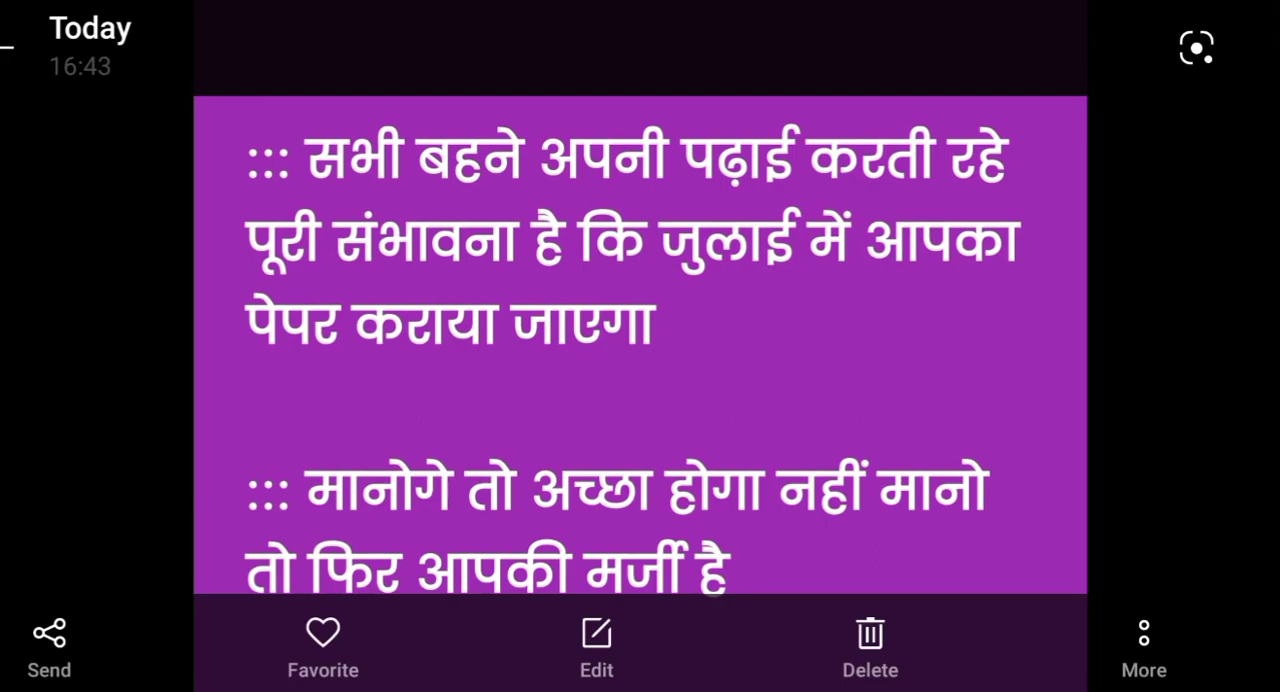 Today
16:43
::: सभी बहने अपनी पढ़ाई करती रहे
पूरी संभावना है कि जुलाई में आपका
पेपर कराया जाएगा
::: मानोगे तो अच्छा होगा नहीं मानो
तो फिर आपकी मर्जी है
Send Favorite Edit Delete More